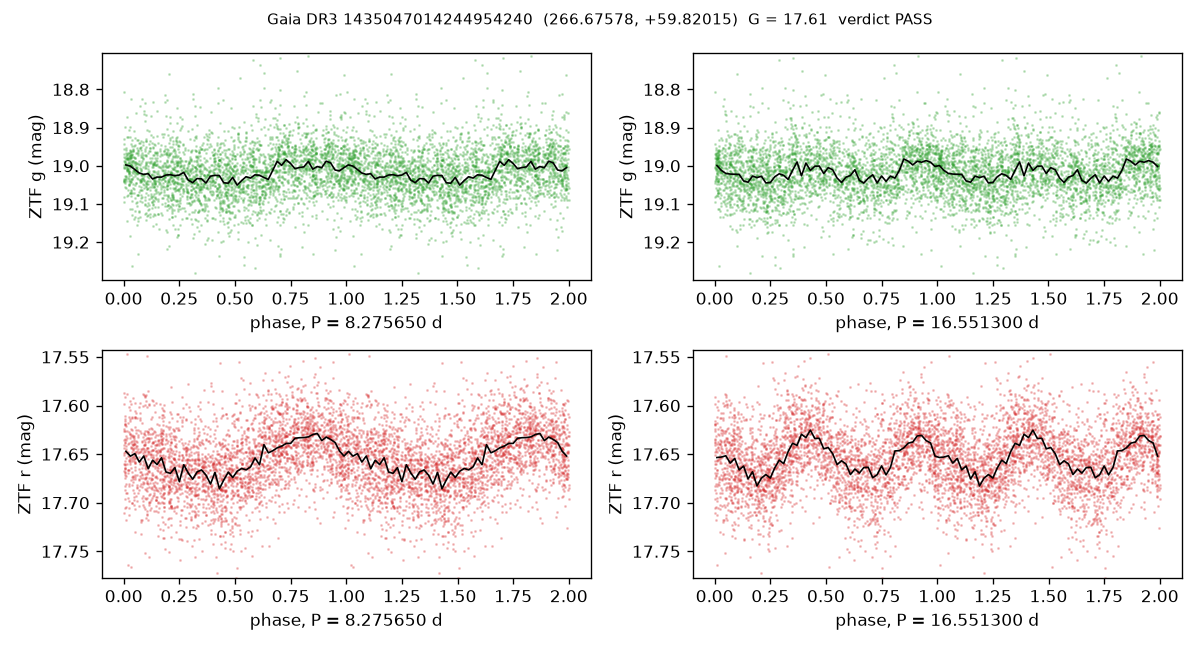 Gaia DR3 1435047014244954240 (266.67578, +59.82015) G = 17.61 verdict PASS
ZTF g (mag)
18.8
18.9
19.0
19.1
19.2
0.00 0.25 0.50 0.75 1.00 1.25 1.50 1.75 2.00
phase, P = 8.275650 d
ZTF g (mag)
18.8
18.9
19.0
19.1
19.2
0.00 0.25 0.50 0.75 1.00 1.25 1.50 1.75 2.00
phase, P = 16.551300 d
ZTF r (mag)
17.55
17.60
17.65
17.70
17.75
0.00 0.25 0.50 0.75 1.00 1.25 1.50 1.75 2.00
phase, P = 8.275650 d
ZTF r (mag)
17.55
17.60
17.65
17.70
17.75
0.00 0.25 0.50 0.75 1.00 1.25 1.50 1.75 2.00
phase, P = 16.551300 d